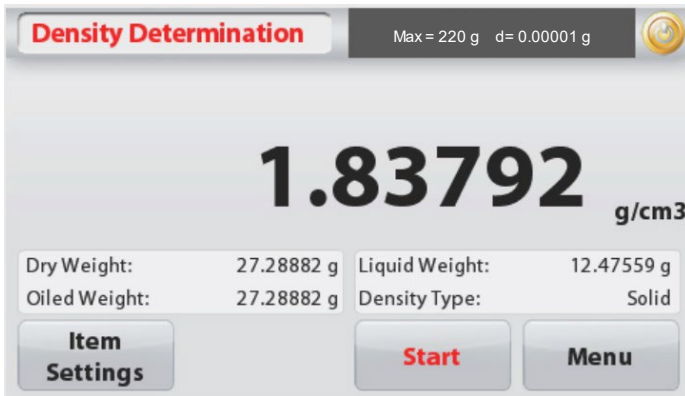 Density Determination Max = 220 g d= 0.00001 g
1.83792 g/cm3
Dry Weight: 27.28882 g Liquid Weight: 12.47559 g
Oiled Weight: 27.28882 g Density Type: Solid
Item
Settings
Start
Menu